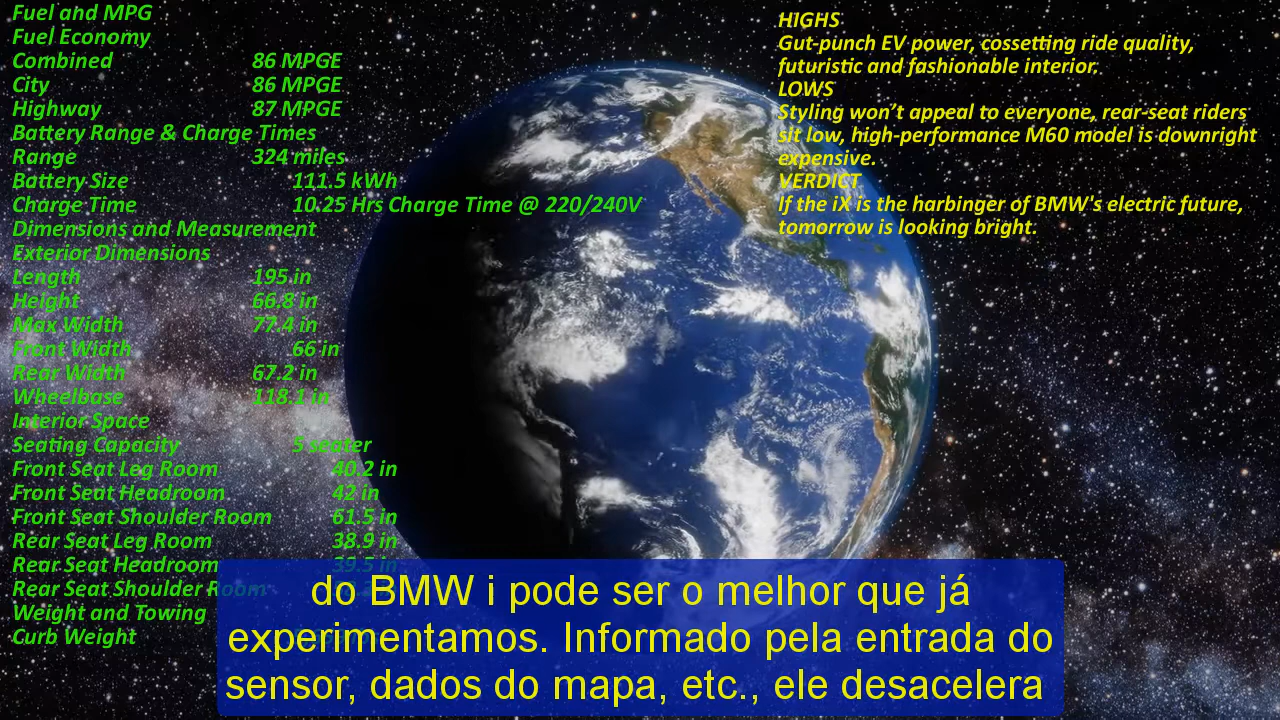 Fuel and MPG
Fuel Economy
Combined 86 MPGE
City 86 MPGE
Highway 87 MPGE
Battery Range & Charge Times
Range 324 miles
Battery Size 111.5 kWh
Charge Time 10.25 Hrs Charge Time @ 220/240V
Dimensions and Measurement
Exterior Dimensions
Length 195 in
Height 66.8 in
Max Width 77.4 in
Front Width 66 in
Rear Width 67.2 in
Wheelbase 118.1 in
Interior Space
Seating Capacity 5 seater
Front Seat Leg Room 40.2 in
Front Seat Headroom 42 in
Front Seat Shoulder Room 61.5 in
Rear Seat Leg Room 38.9 in
Rear Seat Headroom 39.5 in
Rear Seat Shoulder Room
Weight and Towing
Curb Weight
HIGHS
Gut-punch EV power, cossetting ride quality,
futuristic and fashionable interior.
LOWS
Styling won’t appeal to everyone, rear-seat riders
sit low, high-performance M60 model is downright
expensive.
VERDICT
If the iX is the harbinger of BMW's electric future,
tomorrow is looking bright.
do BMW i pode ser o melhor que já
experimentamos. Informado pela entrada do
sensor, dados do mapa, etc., ele desacelera